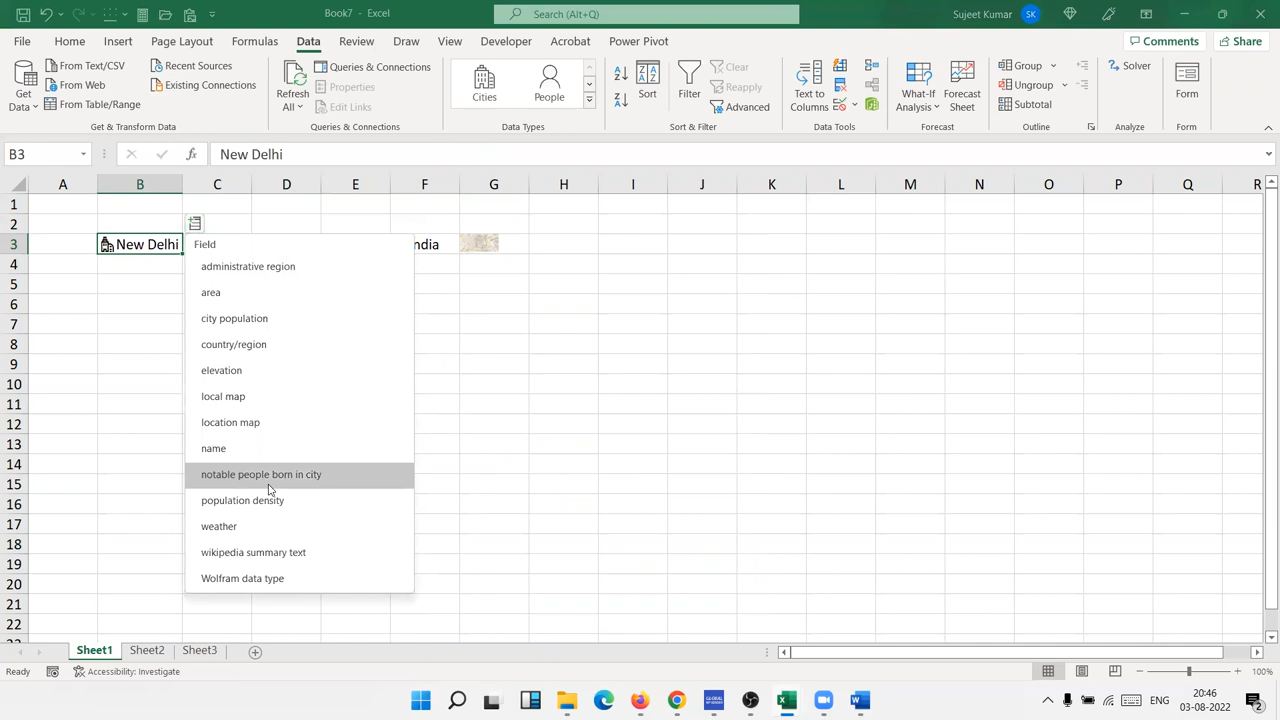 Book7 - Excel
Search (Alt+Q)
Sujeet Kumar
SK
File
Home
Insert
Page Layout
Formulas
Data
Review
View
Developer
Acrobat
Power Pivot
Comments
Share
Get
Data
From Text/CSV
From Web
From Table/Range
Recent Sources
Existing Connections
Get & Transform Data
Refresh
All
Queries & Connections
Properties
Edit Links
Queries & Connections
Cities
People
Data Types
Sort
Filter
Clear
Reapply
Advanced
Sort & Filter
Text to
Columns
Data Tools
What-If
Analysis
Forecast
Sheet
Forecast
Group
Ungroup
Subtotal
Outline
Solver
Analyze
Form
Form
B3
fx
New Delhi
A B C D E F G H I J K L M N O P Q R
1
2
3 New Delhi ndia
Field
administrative region
area
city population
country/region
elevation
local map
location map
name
notable people born in city
population density
weather
wikipedia summary text
Wolfram data type
4
5
6
7
8
9
10
11
12
13
14
15
16
17
18
19
20
21
22
Sheet1
Sheet2
Sheet3
Ready
Accessibility: Investigate
100%
ENG
20:46
03-08-2022
2